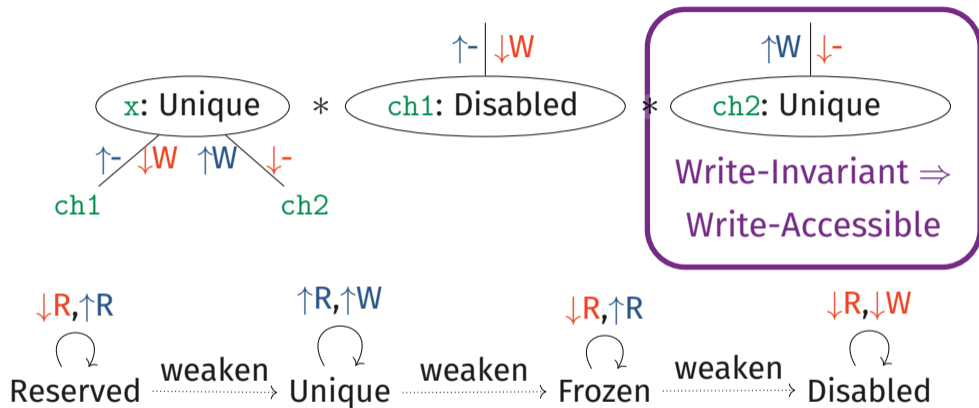 ↑- ↓W ↑W ↓-
x: Unique * ch1: Disabled * ch2: Unique
↑- ↓W ↑W ↓-
ch1 ch2
Write-Invariant ⇒
Write-Accessible
↓R,↑R ↑R,↑W ↓R,↑R ↓R,↓W
Reserved weaken Unique weaken Frozen weaken Disabled